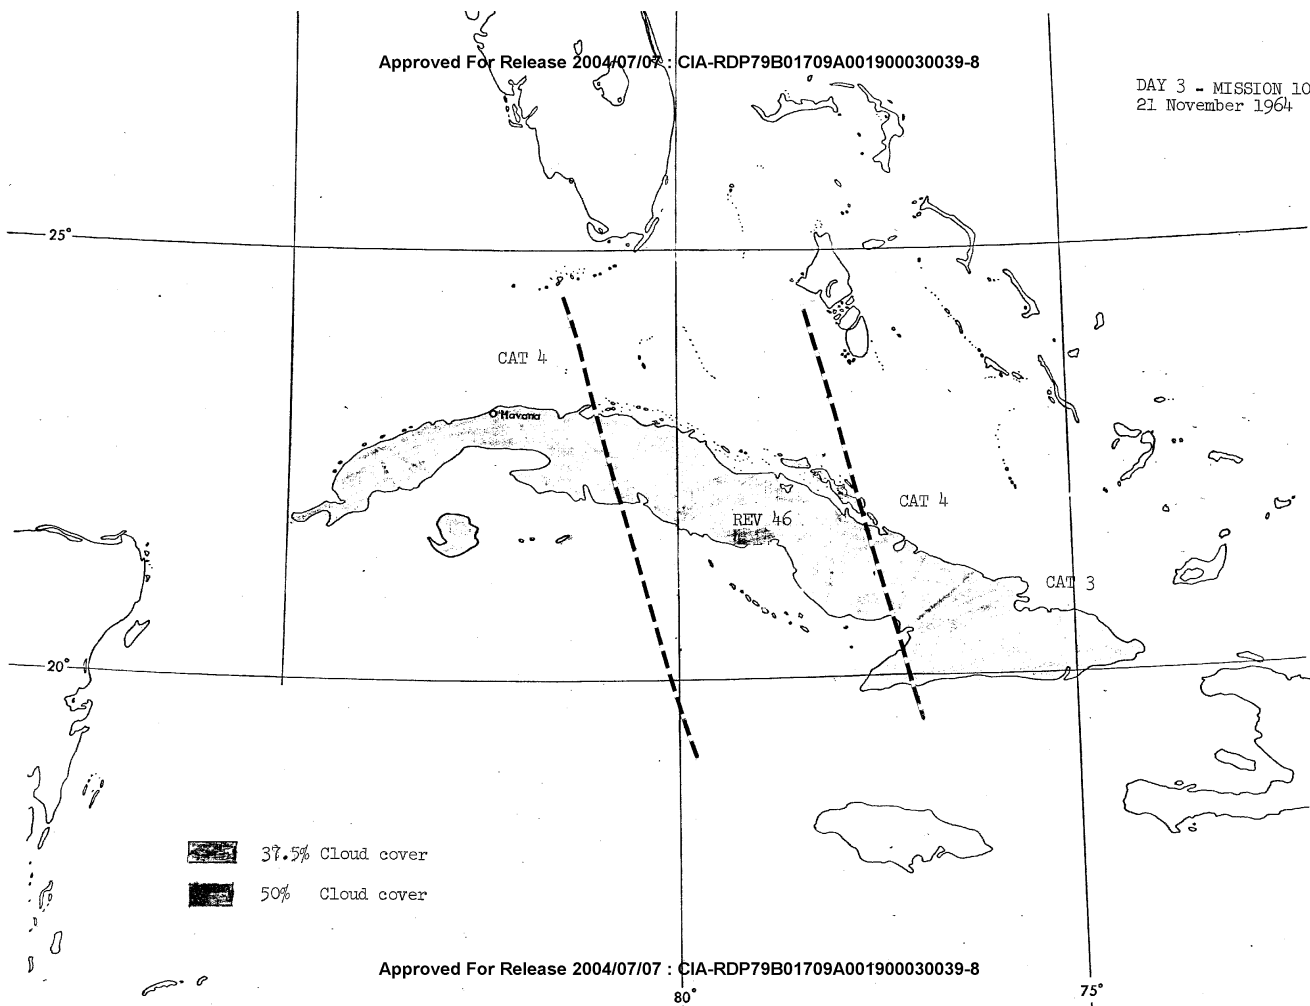 Approved For Release 2004/07/07 : CIA-RDP79B01709A001900030039-8
DAY 3 - MISSION 10
21 November 1964
25°
CAT 4
O Havana
CAT 4
REV 46
CAT 3
20°
37.5% Cloud cover
50% Cloud cover
Approved For Release 2004/07/07 : CIA-RDP79B01709A001900030039-8
80°
75°